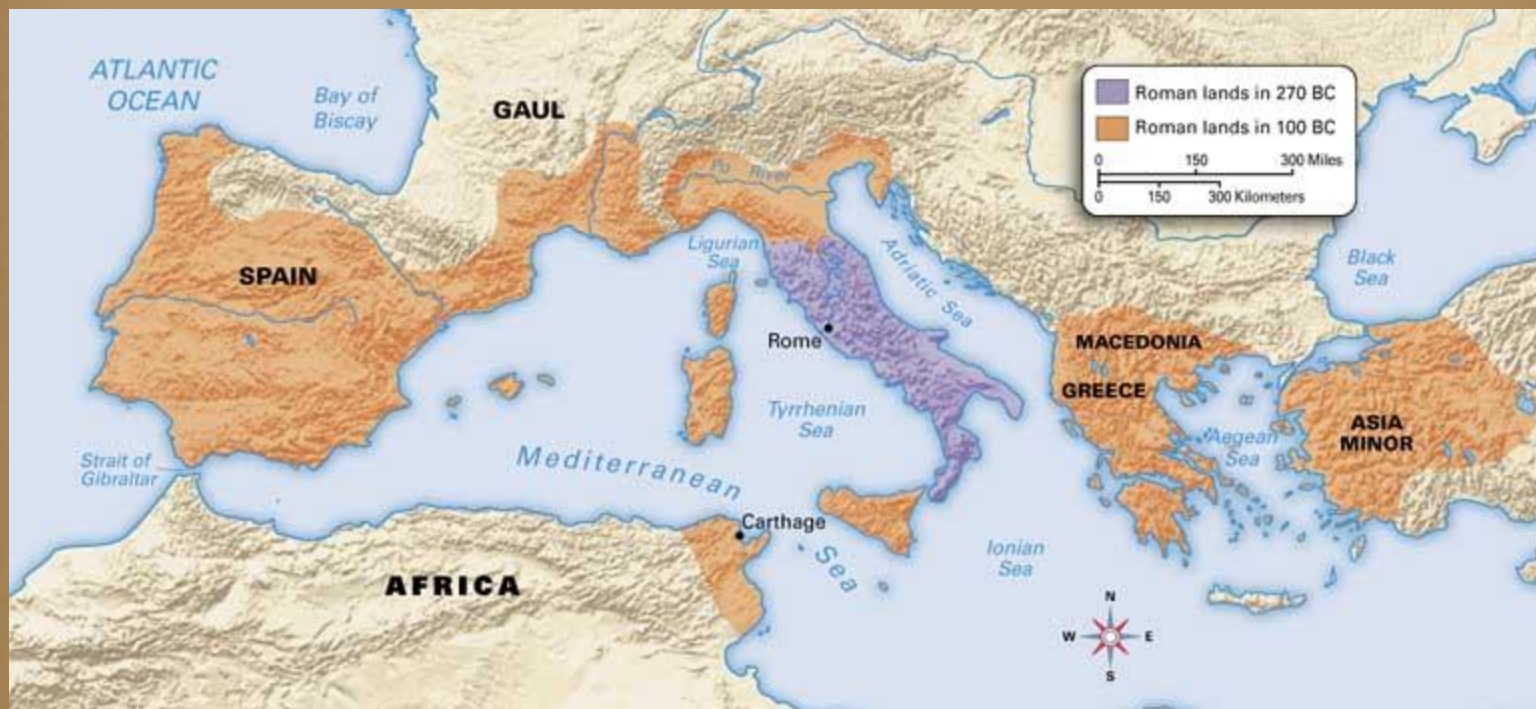 ATLANTIC
OCEAN
Bay of
Biscay
GAUL
Roman lands in 270 BC
Roman lands in 100 BC
0 150 300 Miles
0 150 300 Kilometers
Po River
SPAIN
Ligurian
Sea
Adriatic Sea
Black
Sea
Rome
MACEDONIA
GREECE
ASIA
MINOR
Tyrrhenian
Sea
Aegean
Sea
Strait of
Gibraltar
Mediterranean
Sea
Carthage
Ionian
Sea
AFRICA
N
W E
S